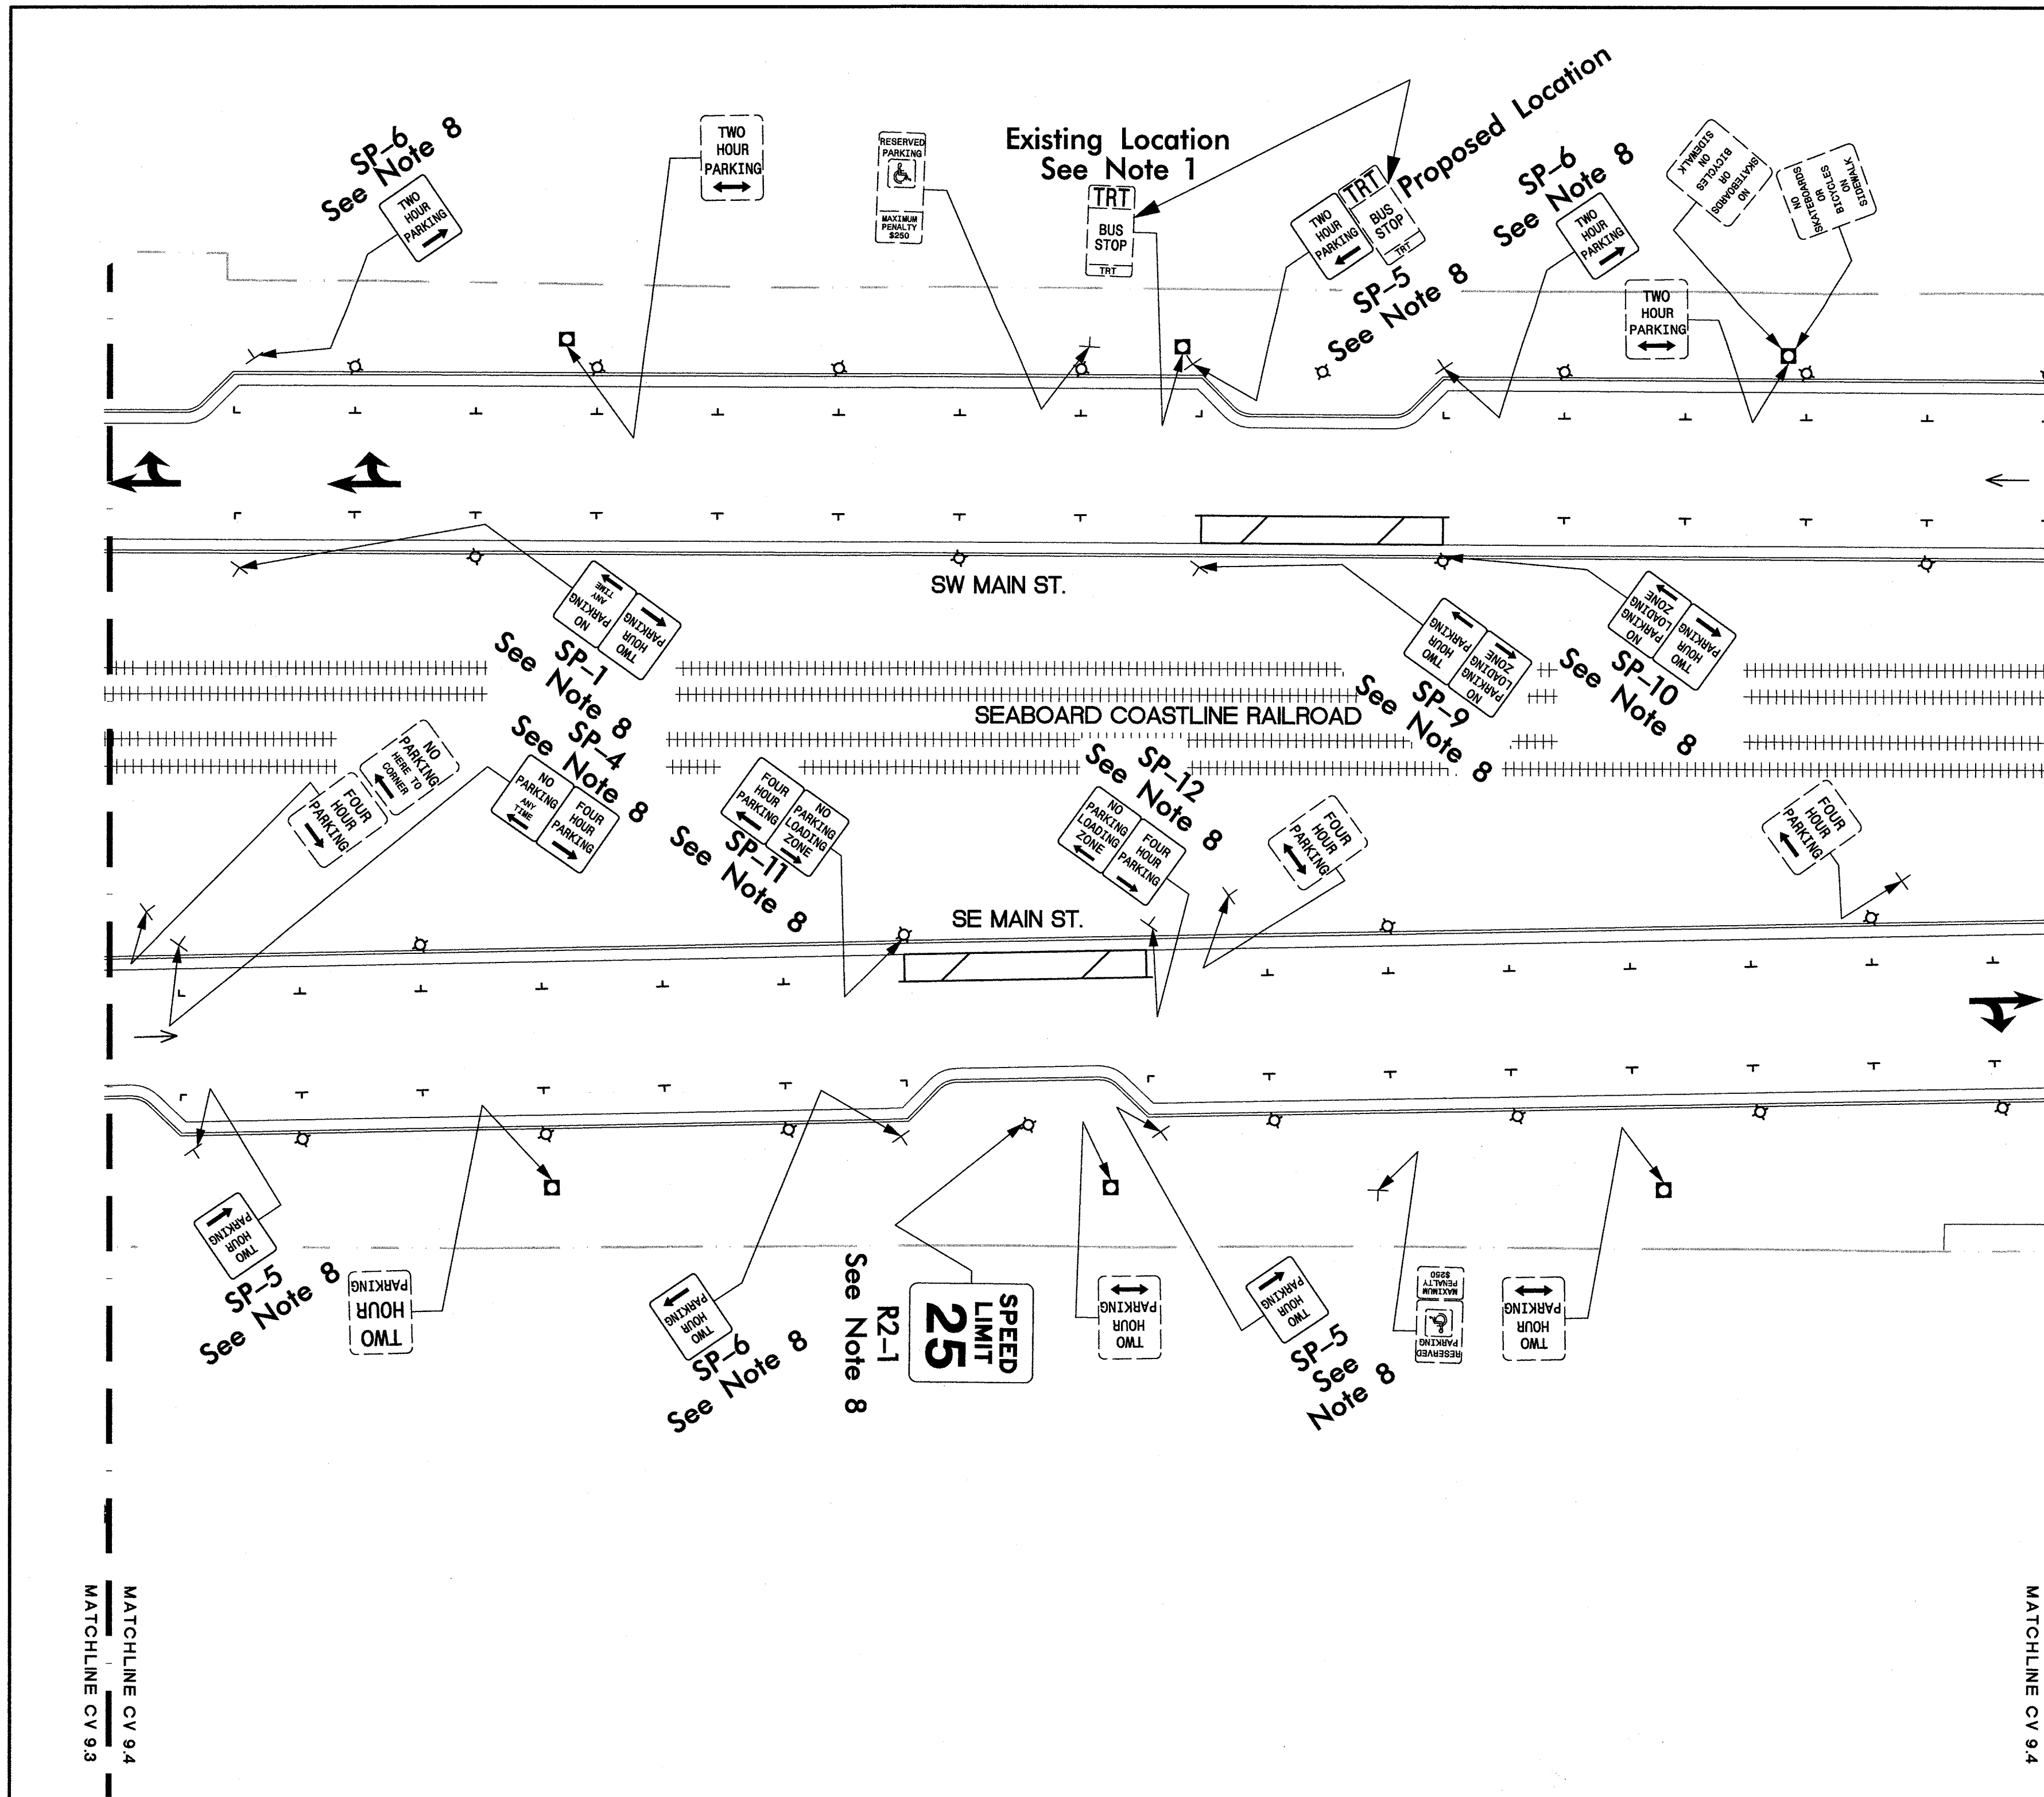 SP-6
See Note 8
TWO
HOUR
PARKING
TWO
HOUR
PARKING
RESERVED
PARKING
MAXIMUM
PENALTY
$250
Existing Location
See Note 1
TRT
BUS
STOP
TRT
Proposed Location
TRT
BUS
STOP
TRT
TWO
HOUR
PARKING
SP-5
See Note 8
SP-6
See Note 8
TWO
HOUR
PARKING
NO
SKATEBOARDS
OR
BICYCLES
ON
SIDEWALK
NO
SKATEBOARDS
OR
BICYCLES
ON
SIDEWALK
TWO
HOUR
PARKING
SW MAIN ST.
NO
PARKING
ANY
TIME
TWO
HOUR
PARKING
SP-1
See Note 8
TWO
HOUR
PARKING
NO
PARKING
LOADING
ZONE
SP-9
See Note 8
NO
PARKING
LOADING
ZONE
TWO
HOUR
PARKING
SP-10
See Note 8
SEABOARD COASTLINE RAILROAD
NO
PARKING
HERE TO
CORNER
FOUR
HOUR
PARKING
SP-4
See Note 8
NO
PARKING
ANY
TIME
FOUR
HOUR
PARKING
FOUR
HOUR
PARKING
NO
PARKING
LOADING
ZONE
SP-11
See Note 8
SP-12
See Note 8
NO
PARKING
LOADING
ZONE
FOUR
HOUR
PARKING
FOUR
HOUR
PARKING
FOUR
HOUR
PARKING
SE MAIN ST.
TWO
HOUR
PARKING
SP-5
See Note 8
TWO
HOUR
PARKING
TWO
HOUR
PARKING
SP-6
See Note 8
SPEED
LIMIT
25
R2-1
See Note 8
TWO
HOUR
PARKING
TWO
HOUR
PARKING
SP-5
See
Note 8
RESERVED
PARKING
MAXIMUM
PENALTY
$250
TWO
HOUR
PARKING
MATCHLINE CV 9.4
MATCHLINE CV 9.3
MATCHLINE CV 9.4